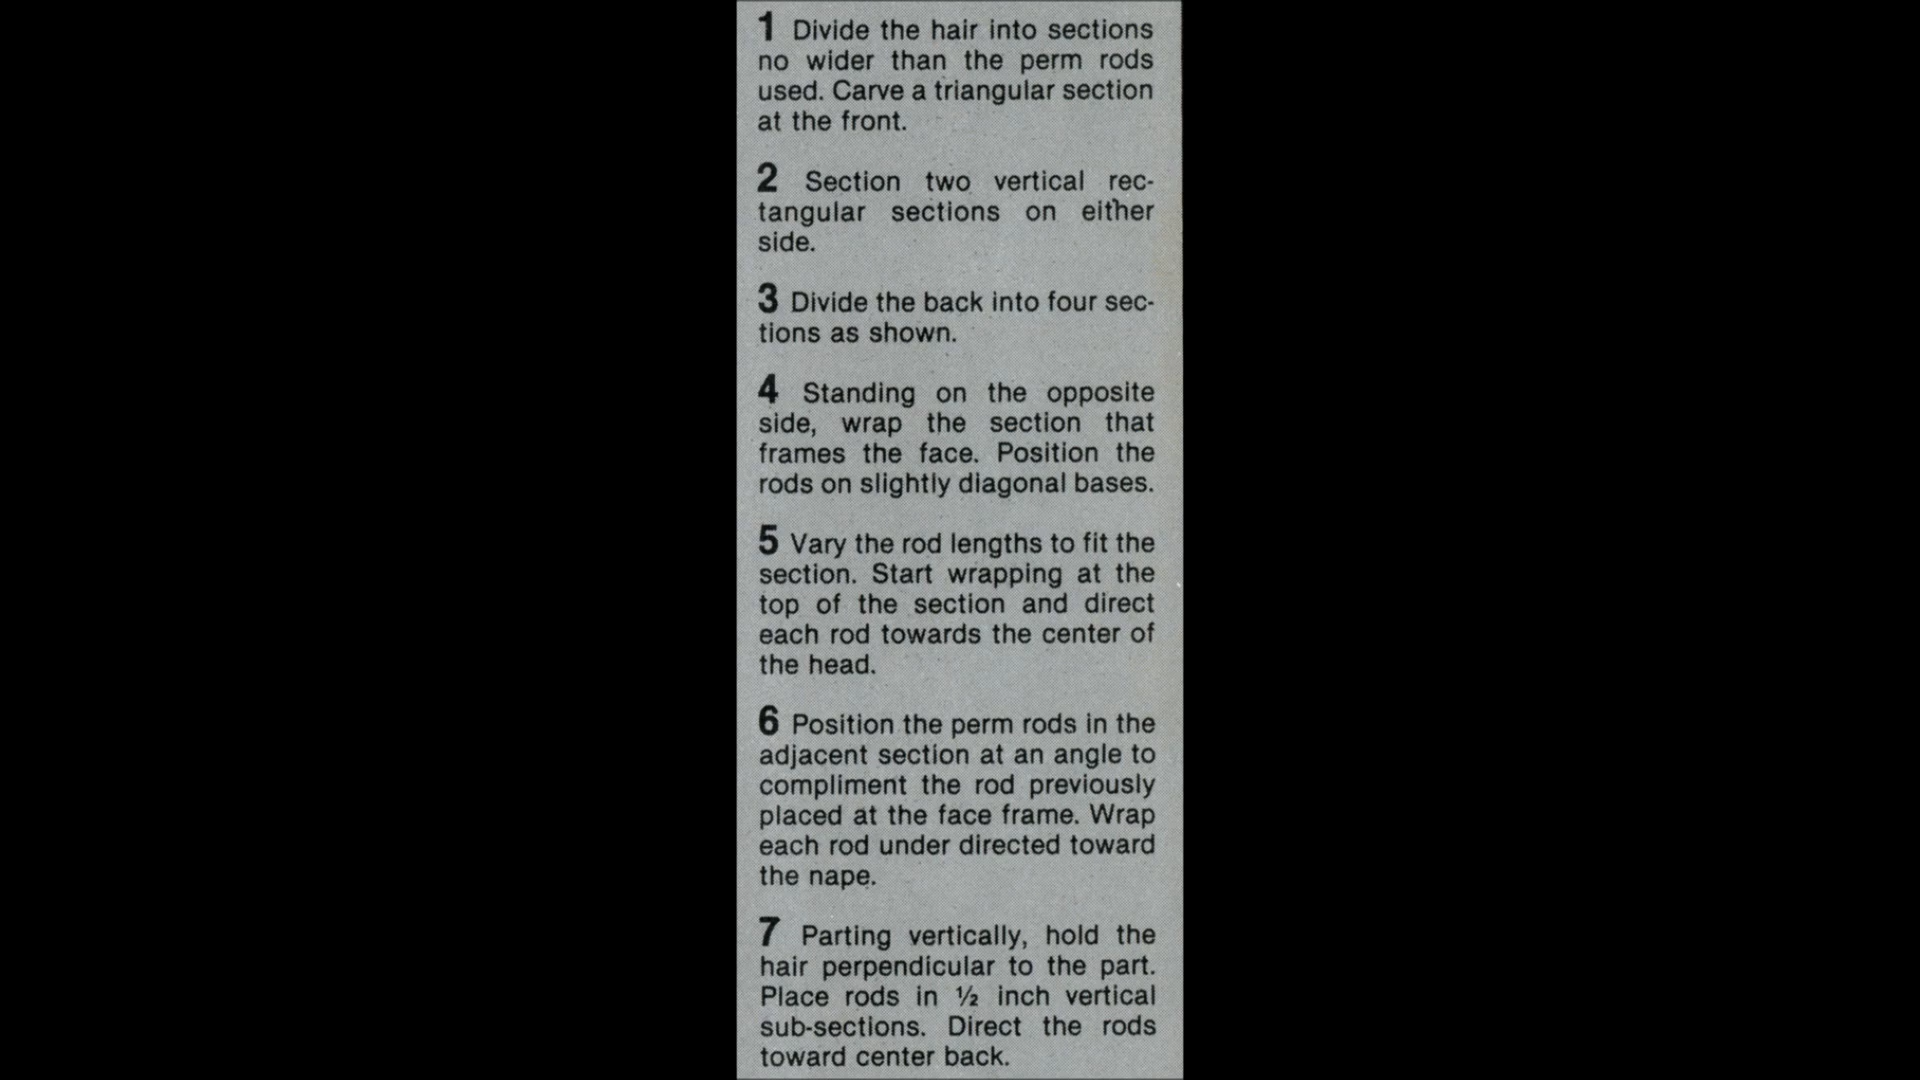 1 Divide the hair into sections
no wider than the perm rods
used. Carve a triangular section
at the front.
2 Section two vertical rec-
tangular sections on either
side.
3 Divide the back into four sec-
tions as shown.
4 Standing on the opposite
side, wrap the section that
frames the face. Position the
rods on slightly diagonal bases.
5 Vary the rod lengths to fit the
section. Start wrapping at the
top of the section and direct
each rod towards the center of
the head.
6 Position the perm rods in the
adjacent section at an angle to
compliment the rod previously
placed at the face frame. Wrap
each rod under directed toward
the nape.
7 Parting vertically, hold the
hair perpendicular to the part.
Place rods in ½ inch vertical
sub-sections. Direct the rods
toward center back.